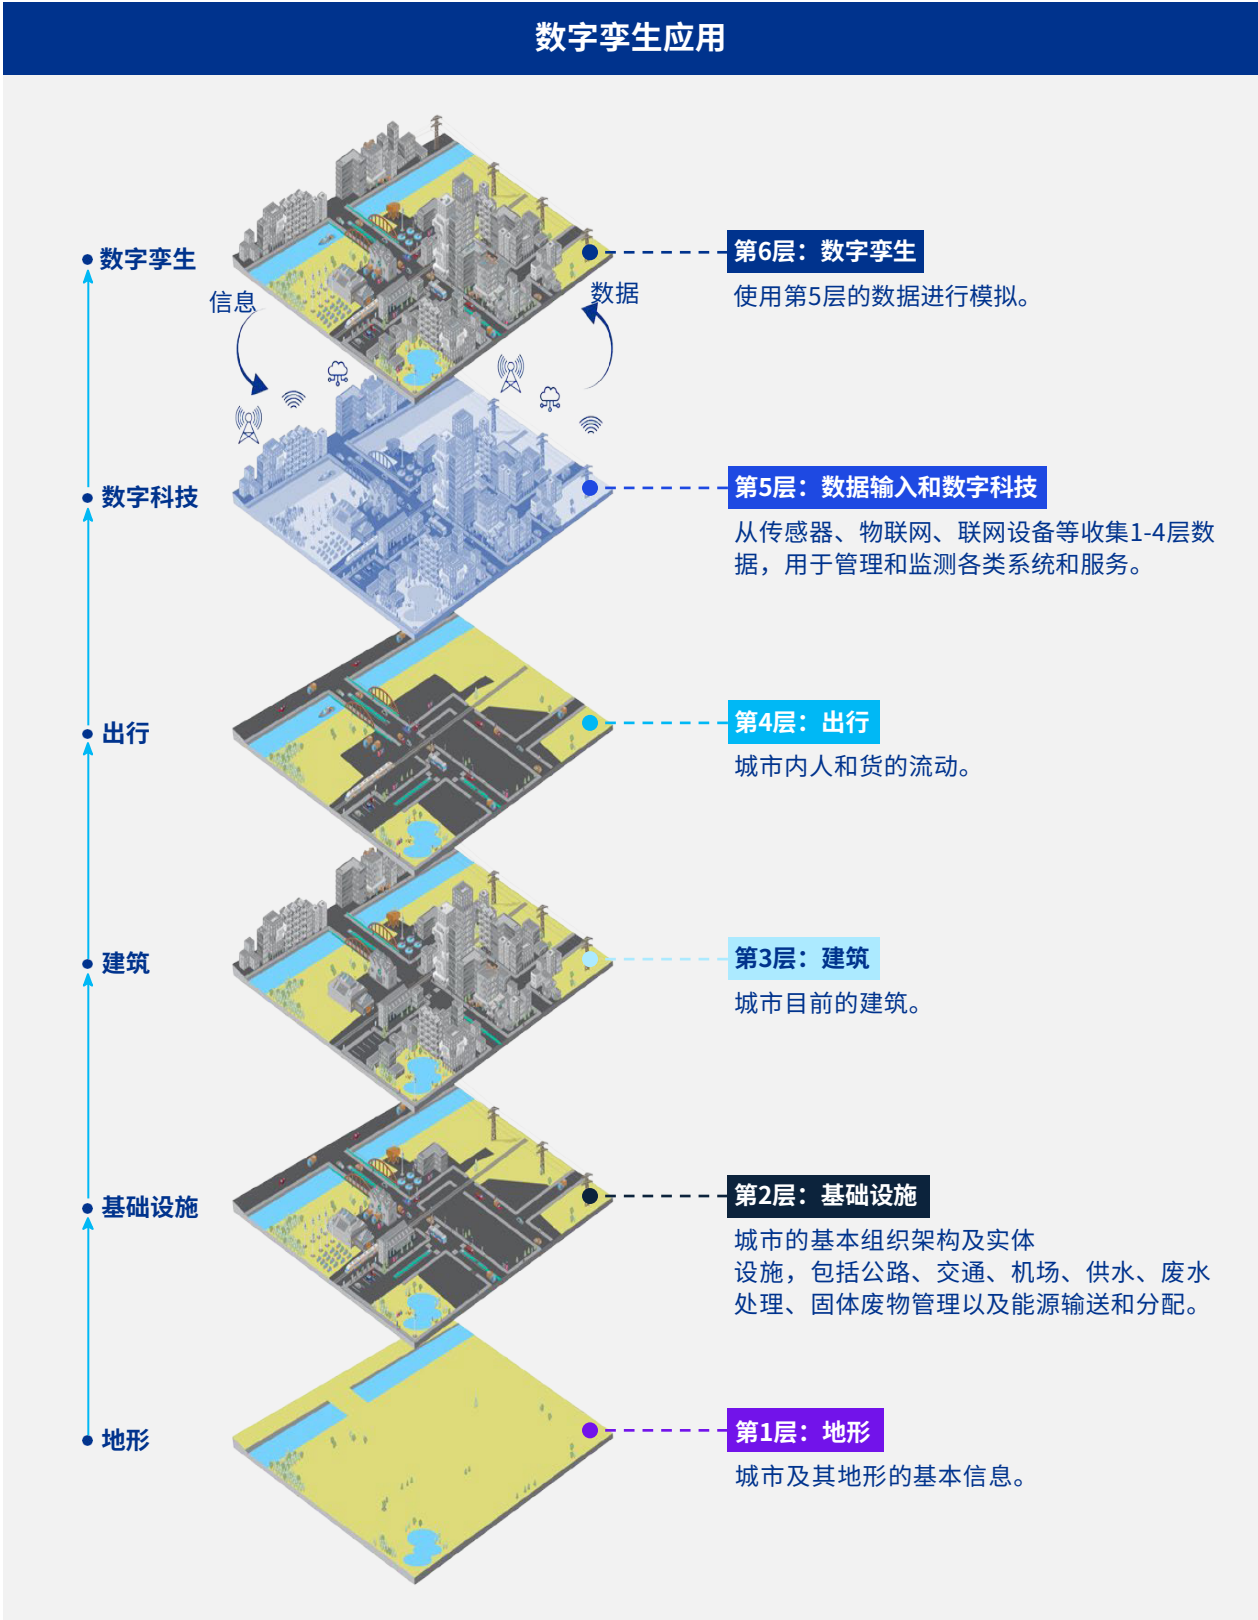 数字孪生应用
数字孪生
第6层：数字孪生
使用第5层的数据进行模拟。
信息
数据
数字科技
第5层：数据输入和数字科技
从传感器、物联网、联网设备等收集1-4层数
据，用于管理和监测各类系统和服务。
出行
第4层：出行
城市内人和货的流动。
建筑
第3层：建筑
城市目前的建筑。
基础设施
第2层：基础设施
城市的基本组织架构及实体
设施，包括公路、交通、机场、供水、废水
处理、固体废物管理以及能源输送和分配。
地形
第1层：地形
城市及其地形的基本信息。